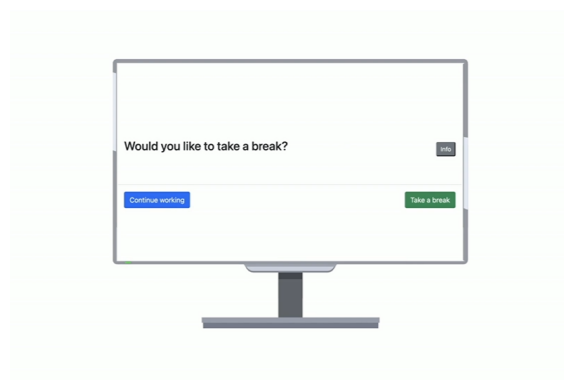 Would you like to take a break?
Info
Continue working
Take a break